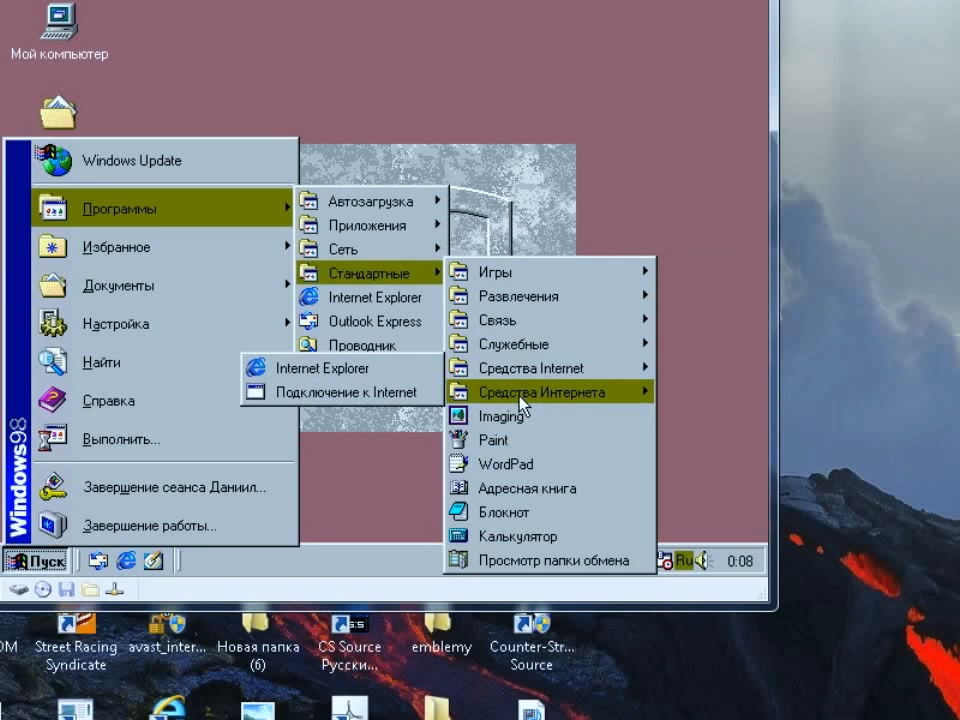 Мой компьютер
Windows Update
Программы
Избранное
Документы
Настройка
Найти
Справка
Выполнить...
Завершение сеанса Даниил...
Завершение работы...
Windows98
Автозагрузка
Приложения
Сеть
Стандартные
Internet Explorer
Outlook Express
Проводник
Internet Explorer
Подключение к Internet
Игры
Развлечения
Связь
Служебные
Средства Internet
Средства Интернета
Imaging
Paint
WordPad
Адресная книга
Блокнот
Калькулятор
Просмотр папки обмена
Пуск
Ru
0:08
ОМ
Street Racing
Syndicate
avast_inter...
Новая папка
(6)
CS Source
Русски...
emblemy
Counter-Str...
Source